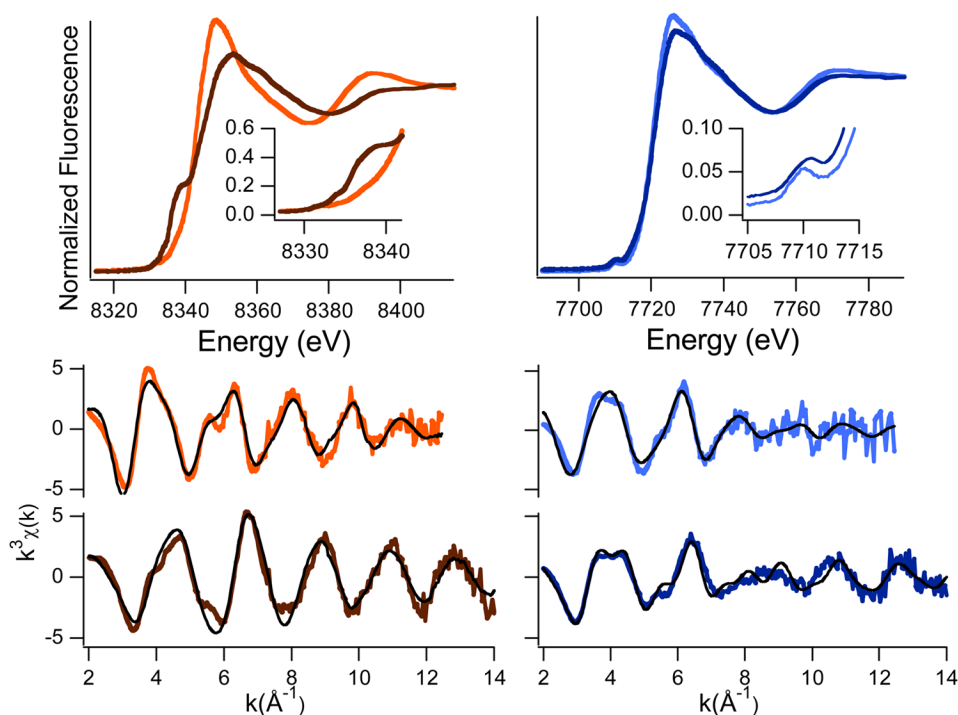 Normalized Fluorescence
0.6
0.4
0.2
0.0
8330 8340
8320 8340 8360 8380 8400
Energy (eV)
0.10
0.05
0.00
7705 7710 7715
7700 7720 7740 7760 7780
Energy (eV)
k³χ(k)
5
0
-5
5
0
-5
2 4 6 8 10 12 14
k(Å⁻¹)
2 4 6 8 10 12 14
k(Å⁻¹)